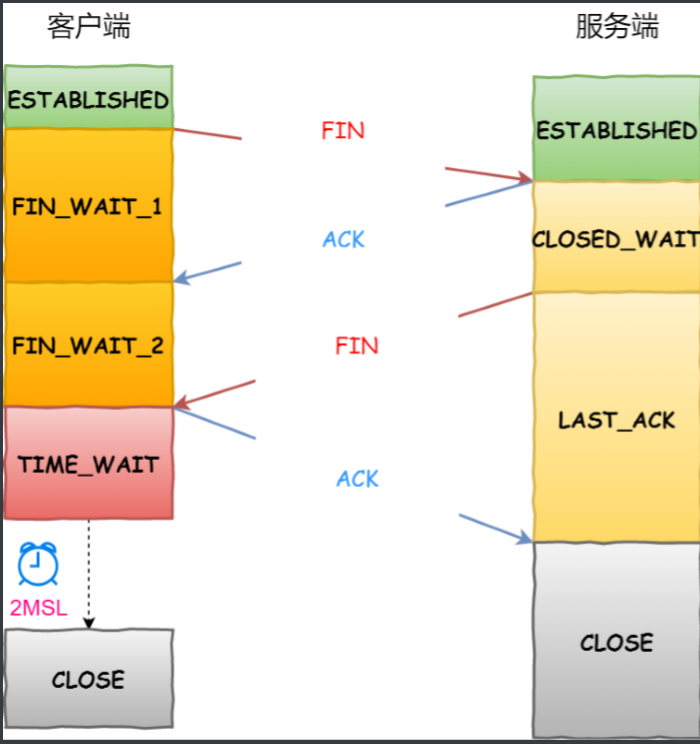 客户端
服务端
ESTABLISHED
FIN
ESTABLISHED
FIN_WAIT_1
ACK
CLOSED_WAIT
FIN_WAIT_2
FIN
LAST_ACK
TIME_WAIT
ACK
2MSL
CLOSE
CLOSE